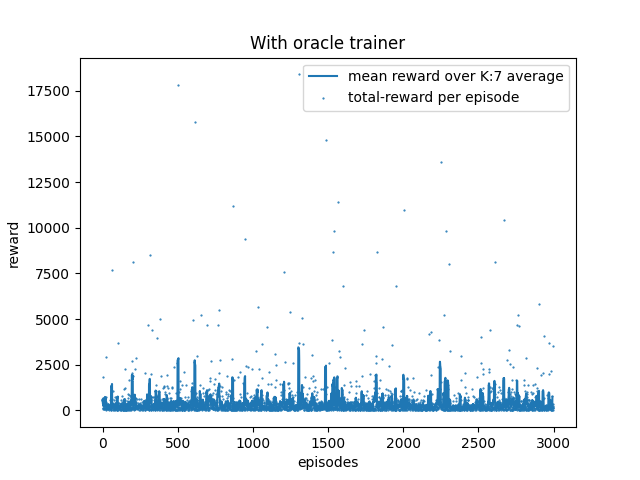 With oracle trainer
mean reward over K:7 average
total-reward per episode
17500
15000
12500
10000
7500
5000
2500
0
reward
0 500 1000 1500 2000 2500 3000
episodes